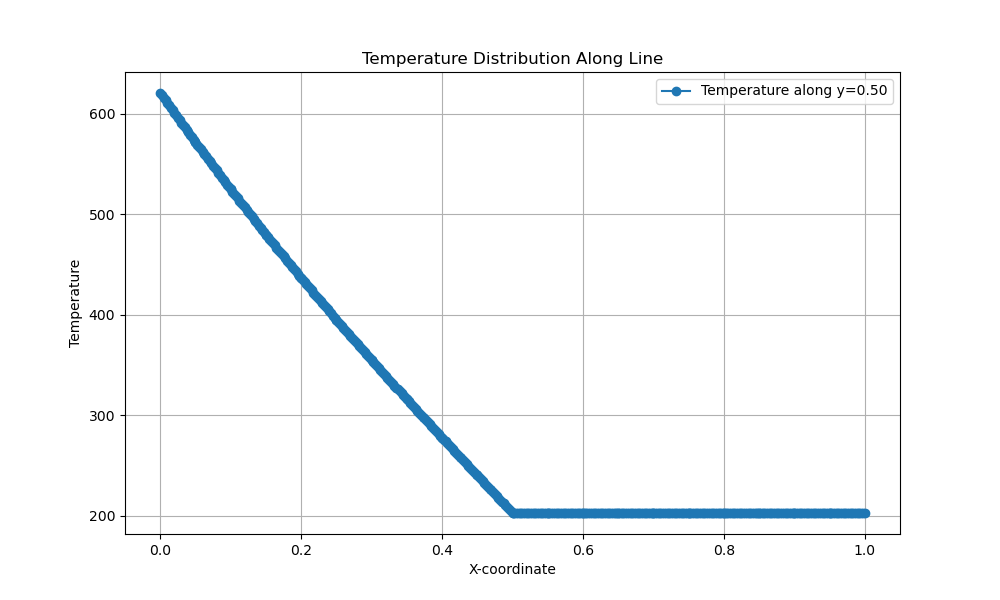 Temperature Distribution Along Line
Temperature along y=0.50
Temperature
600
500
400
300
200
0.0 0.2 0.4 0.6 0.8 1.0
X-coordinate